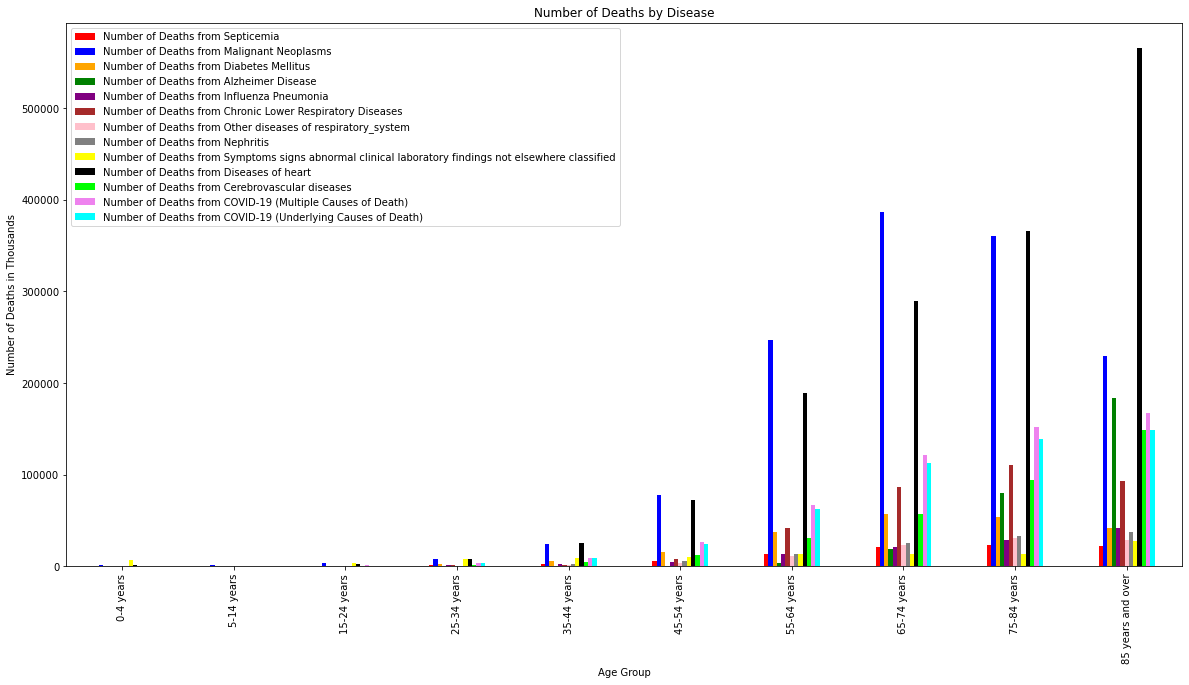 Number of Deaths by Disease
Number of Deaths from Septicemia
Number of Deaths from Malignant Neoplasms
Number of Deaths from Diabetes Mellitus
Number of Deaths from Alzheimer Disease
Number of Deaths from Influenza Pneumonia
Number of Deaths from Chronic Lower Respiratory Diseases
Number of Deaths from Other diseases of respiratory_system
Number of Deaths from Nephritis
Number of Deaths from Symptoms signs abnormal clinical laboratory findings not elsewhere classified
Number of Deaths from Diseases of heart
Number of Deaths from Cerebrovascular diseases
Number of Deaths from COVID-19 (Multiple Causes of Death)
Number of Deaths from COVID-19 (Underlying Causes of Death)
Number of Deaths in Thousands
500000
400000
300000
200000
100000
0
0-4 years
5-14 years
15-24 years
25-34 years
35-44 years
45-54 years
55-64 years
65-74 years
75-84 years
85 years and over
Age Group